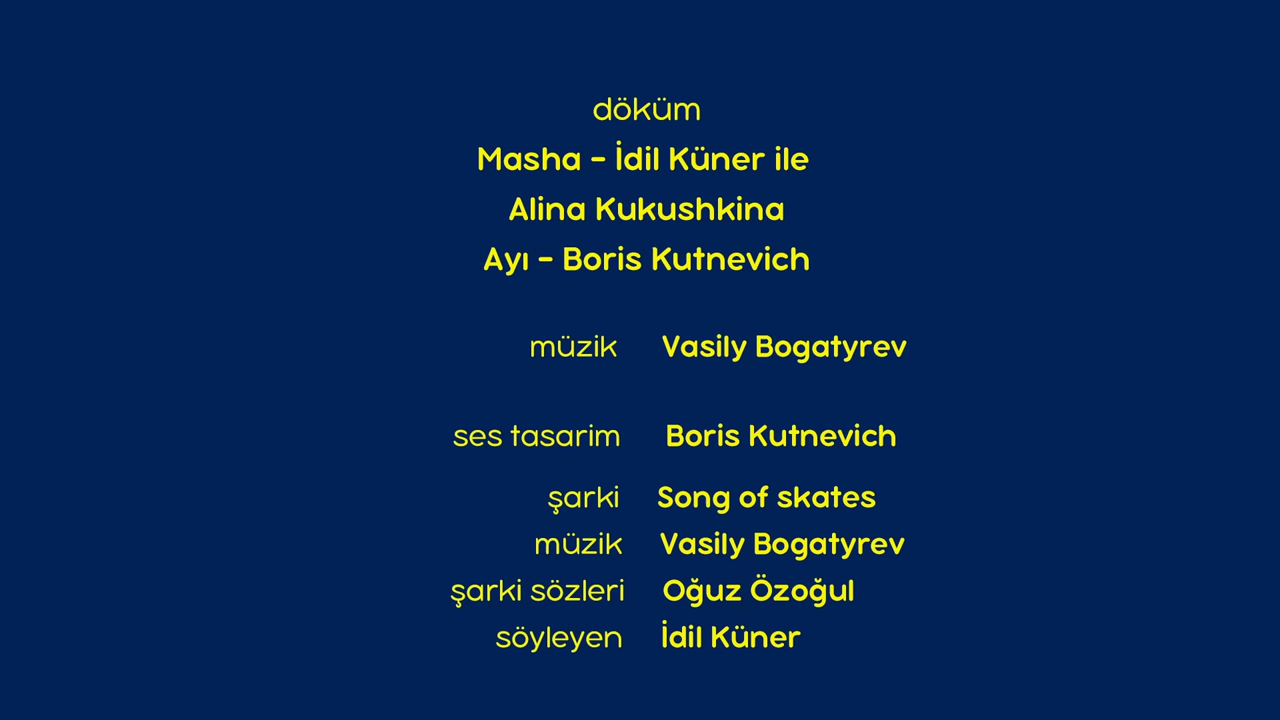 döküm
Masha - İdil Küner ile
Alina Kukushkina
Ayı - Boris Kutnevich
müzik Vasily Bogatyrev
ses tasarim Boris Kutnevich
şarki Song of skates
müzik Vasily Bogatyrev
şarki sözleri Oğuz Özoğul
söyleyen İdil Küner